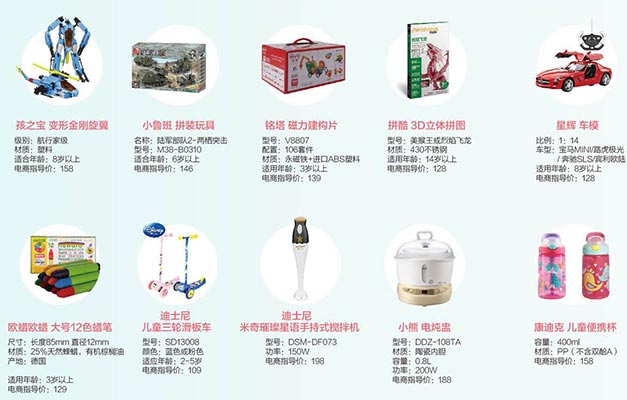 孩之宝 变形金刚旋翼
级别：航行家级
材质：塑料
适合年龄：8岁以上
电商指导价：158
小鲁班 拼装玩具
名称：陆军部队2-两栖突击
型号：M38-B0310
适合年龄：6岁以上
电商指导价：146
铭塔 磁力建构片
型号：V8807
配置：106套件
材质：永磁铁+进口ABS塑料
适用年龄：3岁以上
电商指导价：139
拼酷 3D立体拼图
型号：美猴王或烈焰飞龙
材质：430不锈钢
适用年龄：14岁以上
电商指导价：128
星辉 车模
比例：1：14
车型：宝马MINI/路虎极光
/ 奔驰SLS/宾利欧陆
适用年龄：8岁以上
电商指导价：128
Disney
欧蜡欧蜡 大号12色蜡笔
尺寸：长度85mm 直径12mm
材质：25%天然蜂蜡，有机棕榈油
产地：德国
适用年龄：3岁以上
电商指导价：129
迪士尼
儿童三轮滑板车
型号：SD13008
颜色：蓝色或粉色
适应年龄：2-5岁
电商指导价：109
迪士尼
米奇璀璨星语手持式搅拌机
型号：DSM-DF073
功率：150W
电商指导价：198
小熊 电炖盅
型号：DDZ-108TA
材质：陶瓷内胆
容量：0.8L
功率：200W
电商指导价：188
康迪克 儿童便携杯
容量：400ml
材质：PP（不含双酚A）
电商指导价：158